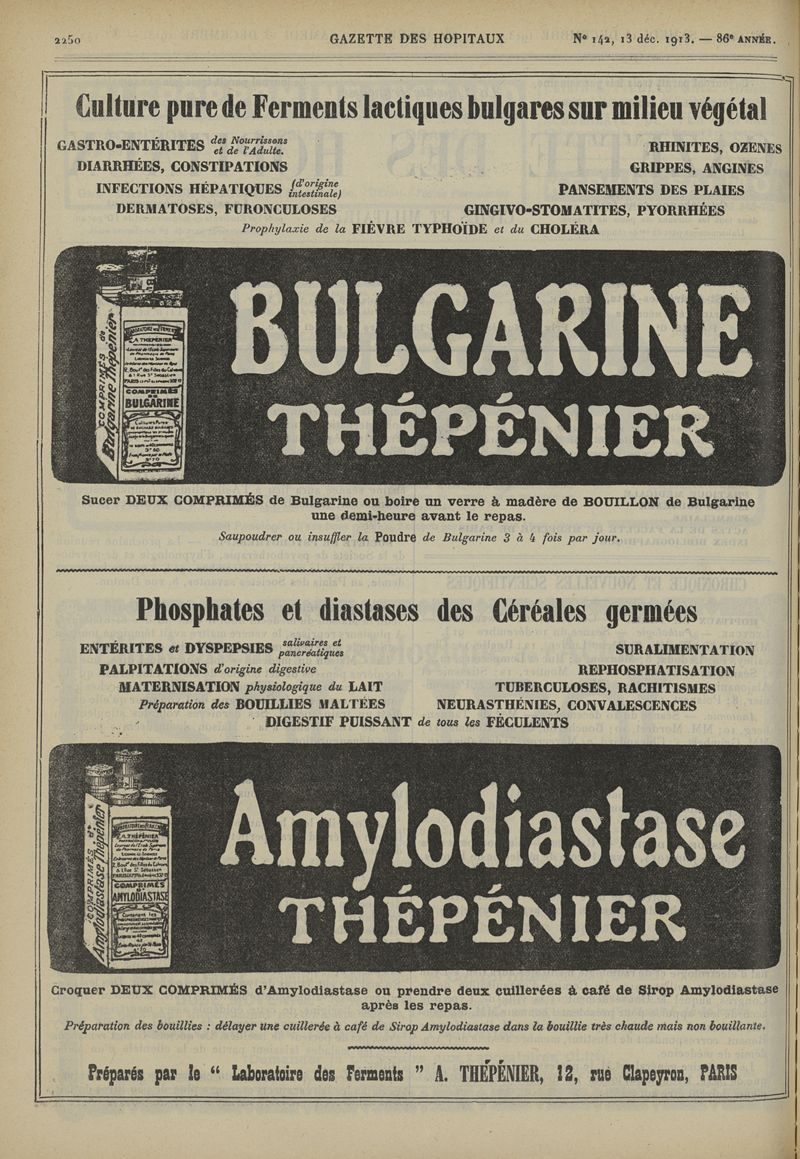 2250
GAZETTE DES HOPITAUX
Nº 142, 13 déc. 1913. — 86e ANNÉE.
Culture pure de Ferments lactiques bulgares sur milieu végétal
GASTRO-ENTÉRITES des Nourrissons et de l'Adulte.
RHINITES, OZENES
DIARRHÉES, CONSTIPATIONS
GRIPPES, ANGINES
INFECTIONS HÉPATIQUES (d'origine intestinale)
PANSEMENTS DES PLAIES
DERMATOSES, FURONCULOSES
GINGIVO-STOMATITES, PYORRHÉES
Prophylaxie de la FIÈVRE TYPHOÏDE et du CHOLÉRA
COMPRIMÉS de
Bulgarine Thépénier
A. THÉPÉNIER
COMPRIMÉS
DE
BULGARINE
BULGARINE
THÉPÉNIER
Sucer DEUX COMPRIMÉS de Bulgarine ou boire un verre à madère de BOUILLON de Bulgarine
une demi-heure avant le repas.
Saupoudrer ou insuffler la Poudre de Bulgarine 3 à 4 fois par jour.
Phosphates et diastases des Céréales germées
ENTÉRITES et DYSPEPSIES salivaires et pancréatiques
SURALIMENTATION
PALPITATIONS d'origine digestive
REPHOSPHATISATION
MATERNISATION physiologique du LAIT
TUBERCULOSES, RACHITISMES
Préparation des BOUILLIES MALTÉES
NEURASTHÉNIES, CONVALESCENCES
DIGESTIF PUISSANT de tous les FÉCULENTS
COMPRIMÉS d'
Amylodiastase Thépénier
A. THÉPÉNIER
COMPRIMÉS
D'
AMYLODIASTASE
Amylodiastase
THÉPÉNIER
Croquer DEUX COMPRIMÉS d'Amylodiastase ou prendre deux cuillerées à café de Sirop Amylodiastase
après les repas.
Préparation des bouillies : délayer une cuillerée à café de Sirop Amylodiastase dans la bouillie très chaude mais non bouillante.
Préparés par le “ Laboratoire des Ferments ” A. THÉPÉNIER, 12, rue Clapeyron, PARIS